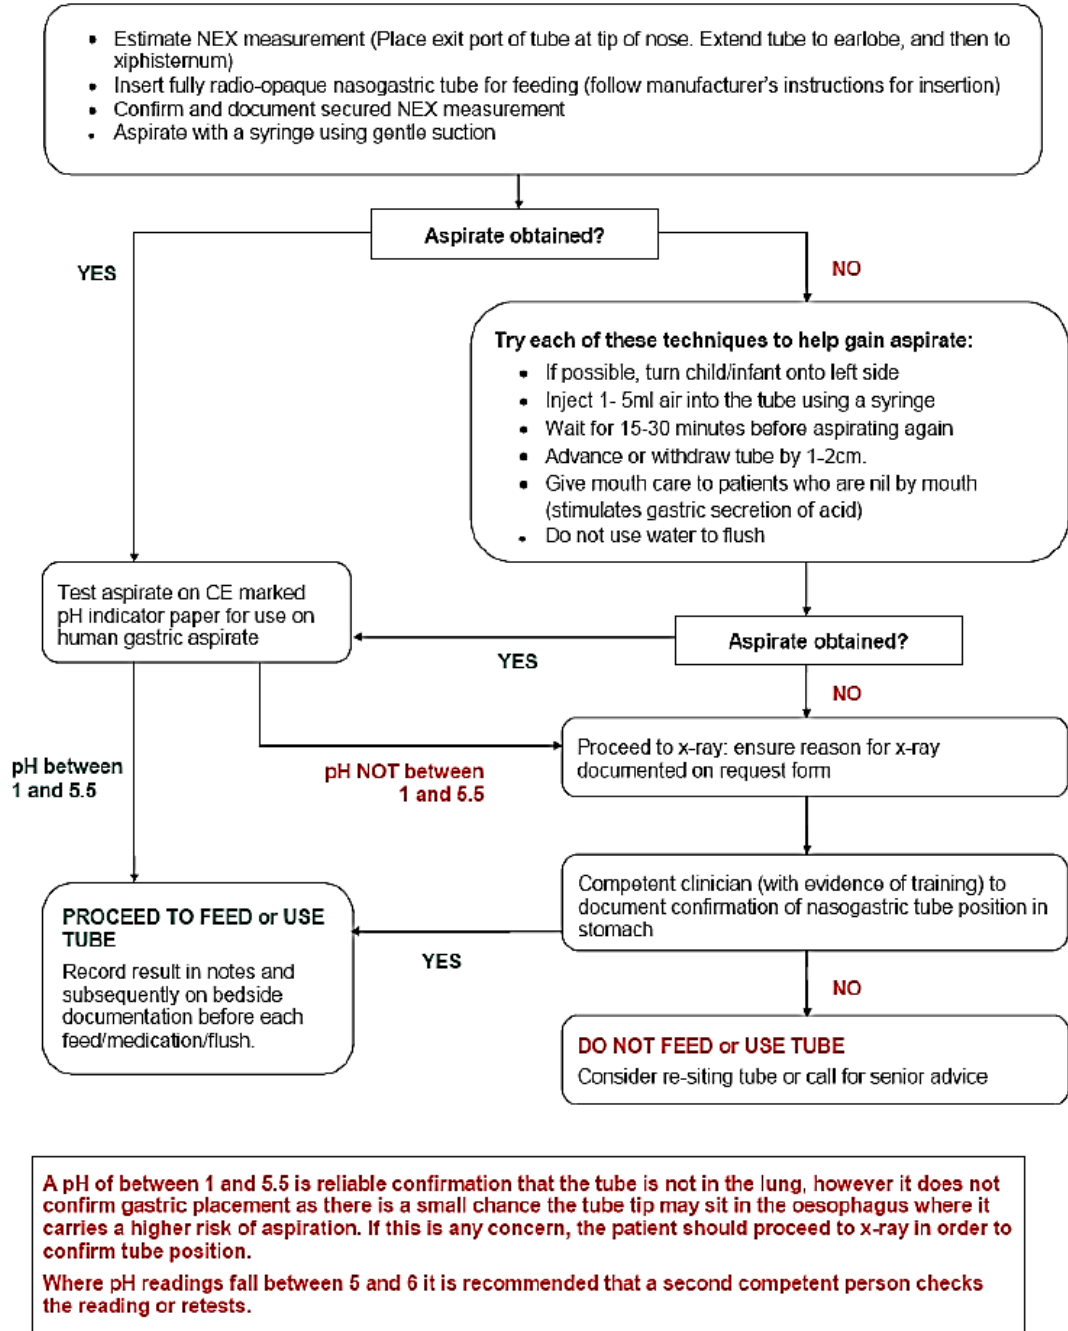 • Estimate NEX measurement (Place exit port of tube at tip of nose. Extend tube to earlobe, and then to
xiphisternum)
• Insert fully radio-opaque nasogastric tube for feeding (follow manufacturer's instructions for insertion)
• Confirm and document secured NEX measurement
• Aspirate with a syringe using gentle suction
Aspirate obtained?
YES
NO
Try each of these techniques to help gain aspirate:
• If possible, turn child/infant onto left side
• Inject 1- 5ml air into the tube using a syringe
• Wait for 15-30 minutes before aspirating again
• Advance or withdraw tube by 1-2cm.
• Give mouth care to patients who are nil by mouth
(stimulates gastric secretion of acid)
• Do not use water to flush
Test aspirate on CE marked
pH indicator paper for use on
human gastric aspirate
Aspirate obtained?
YES
NO
pH between
1 and 5.5
pH NOT between
1 and 5.5
Proceed to x-ray: ensure reason for x-ray
documented on request form
Competent clinician (with evidence of training) to
document confirmation of nasogastric tube position in
stomach
PROCEED TO FEED or USE
TUBE
Record result in notes and
subsequently on bedside
documentation before each
feed/medication/flush.
YES
NO
DO NOT FEED or USE TUBE
Consider re-siting tube or call for senior advice
A pH of between 1 and 5.5 is reliable confirmation that the tube is not in the lung, however it does not
confirm gastric placement as there is a small chance the tube tip may sit in the oesophagus where it
carries a higher risk of aspiration. If this is any concern, the patient should proceed to x-ray in order to
confirm tube position.
Where pH readings fall between 5 and 6 it is recommended that a second competent person checks
the reading or retests.